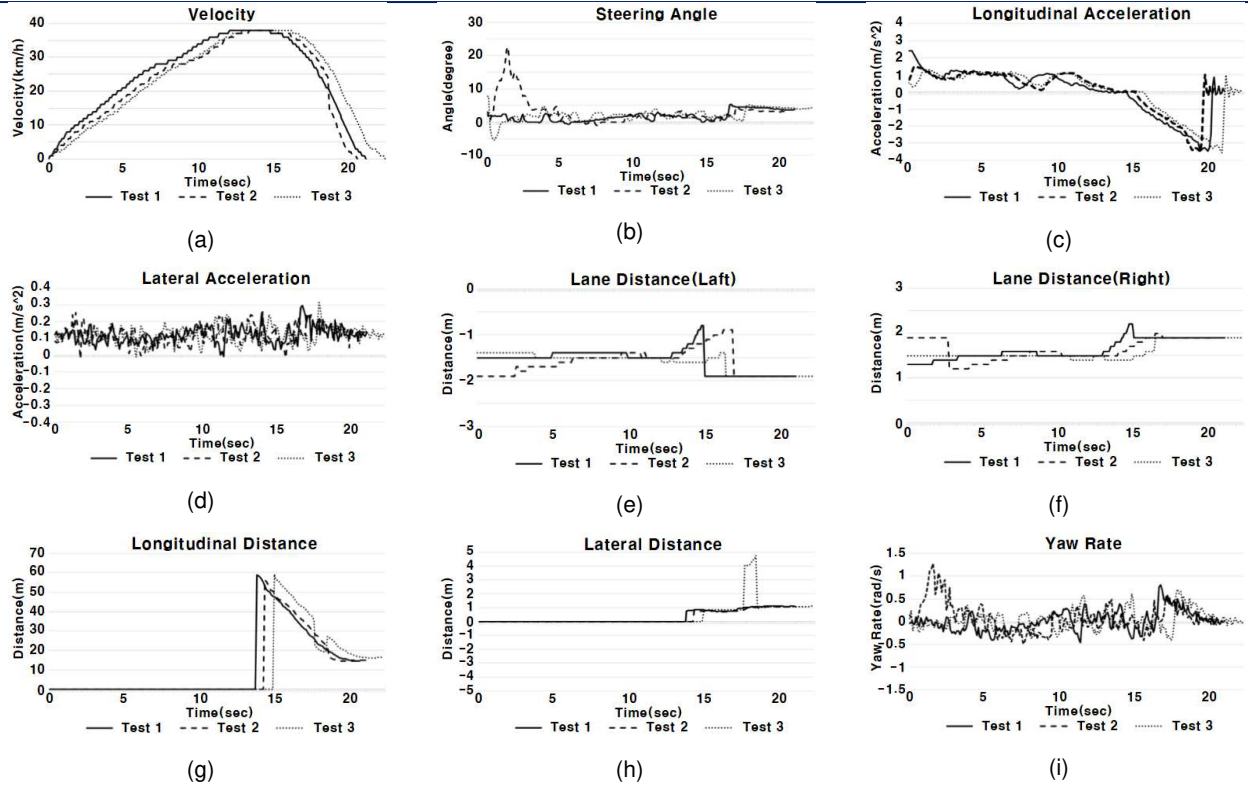 Velocity
Velocity(km/h)
40
30
20
10
0
0 5 10 15 20
Time(sec)
Test 1 Test 2 Test 3
(a)
Steering Angle
Angle(degree)
30
20
10
0
−10
0 5 10 15 20
Time(sec)
Test 1 Test 2 Test 3
(b)
Longitudinal Acceleration
Acceleration(m/s^2)
4
3
2
1
0
−1
−2
−3
−4
0 5 10 15 20
Time(sec)
Test 1 Test 2 Test 3
(c)
Lateral Acceleration
Acceleration(m/s^2)
0.4
0.3
0.2
0.1
0
−0.1
−0.2
−0.3
−0.4
0 5 10 15 20
Time(sec)
Test 1 Test 2 Test 3
(d)
Lane Distance(Left)
Distance(m)
0
−1
−2
−3
0 5 10 15 20
Time(sec)
Test 1 Test 2 Test 3
(e)
Lane Distance(Right)
Distance(m)
3
2
1
0
0 5 10 15 20
Time(sec)
Test 1 Test 2 Test 3
(f)
Longitudinal Distance
Distance(m)
70
60
50
40
30
20
10
0
0 5 10 15 20
Time(sec)
Test 1 Test 2 Test 3
(g)
Lateral Distance
Distance(m)
5
4
3
2
1
0
−1
−2
−3
−4
−5
0 5 10 15 20
Time(sec)
Test 1 Test 2 Test 3
(h)
Yaw Rate
Yaw Rate(rad/s)
1.5
1
0.5
0
−0.5
−1
−1.5
0 5 10 15 20
Time(sec)
Test 1 Test 2 Test 3
(i)